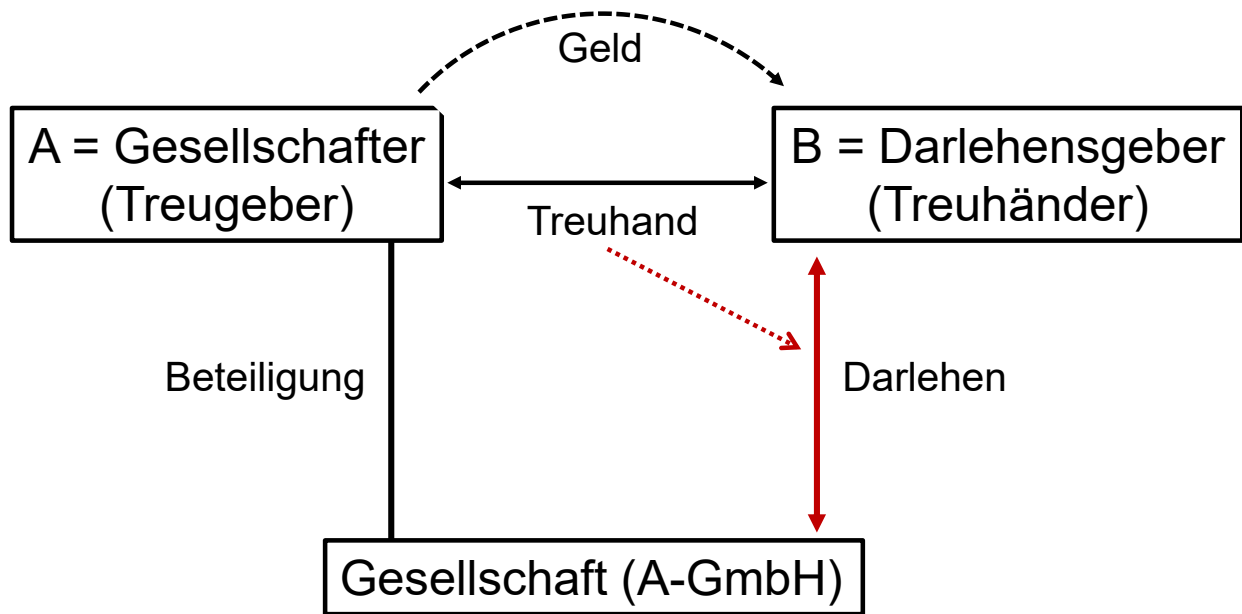 Geld
A = Gesellschafter
(Treugeber)
B = Darlehensgeber
(Treuhänder)
Treuhand
Beteiligung
Darlehen
Gesellschaft (A-GmbH)